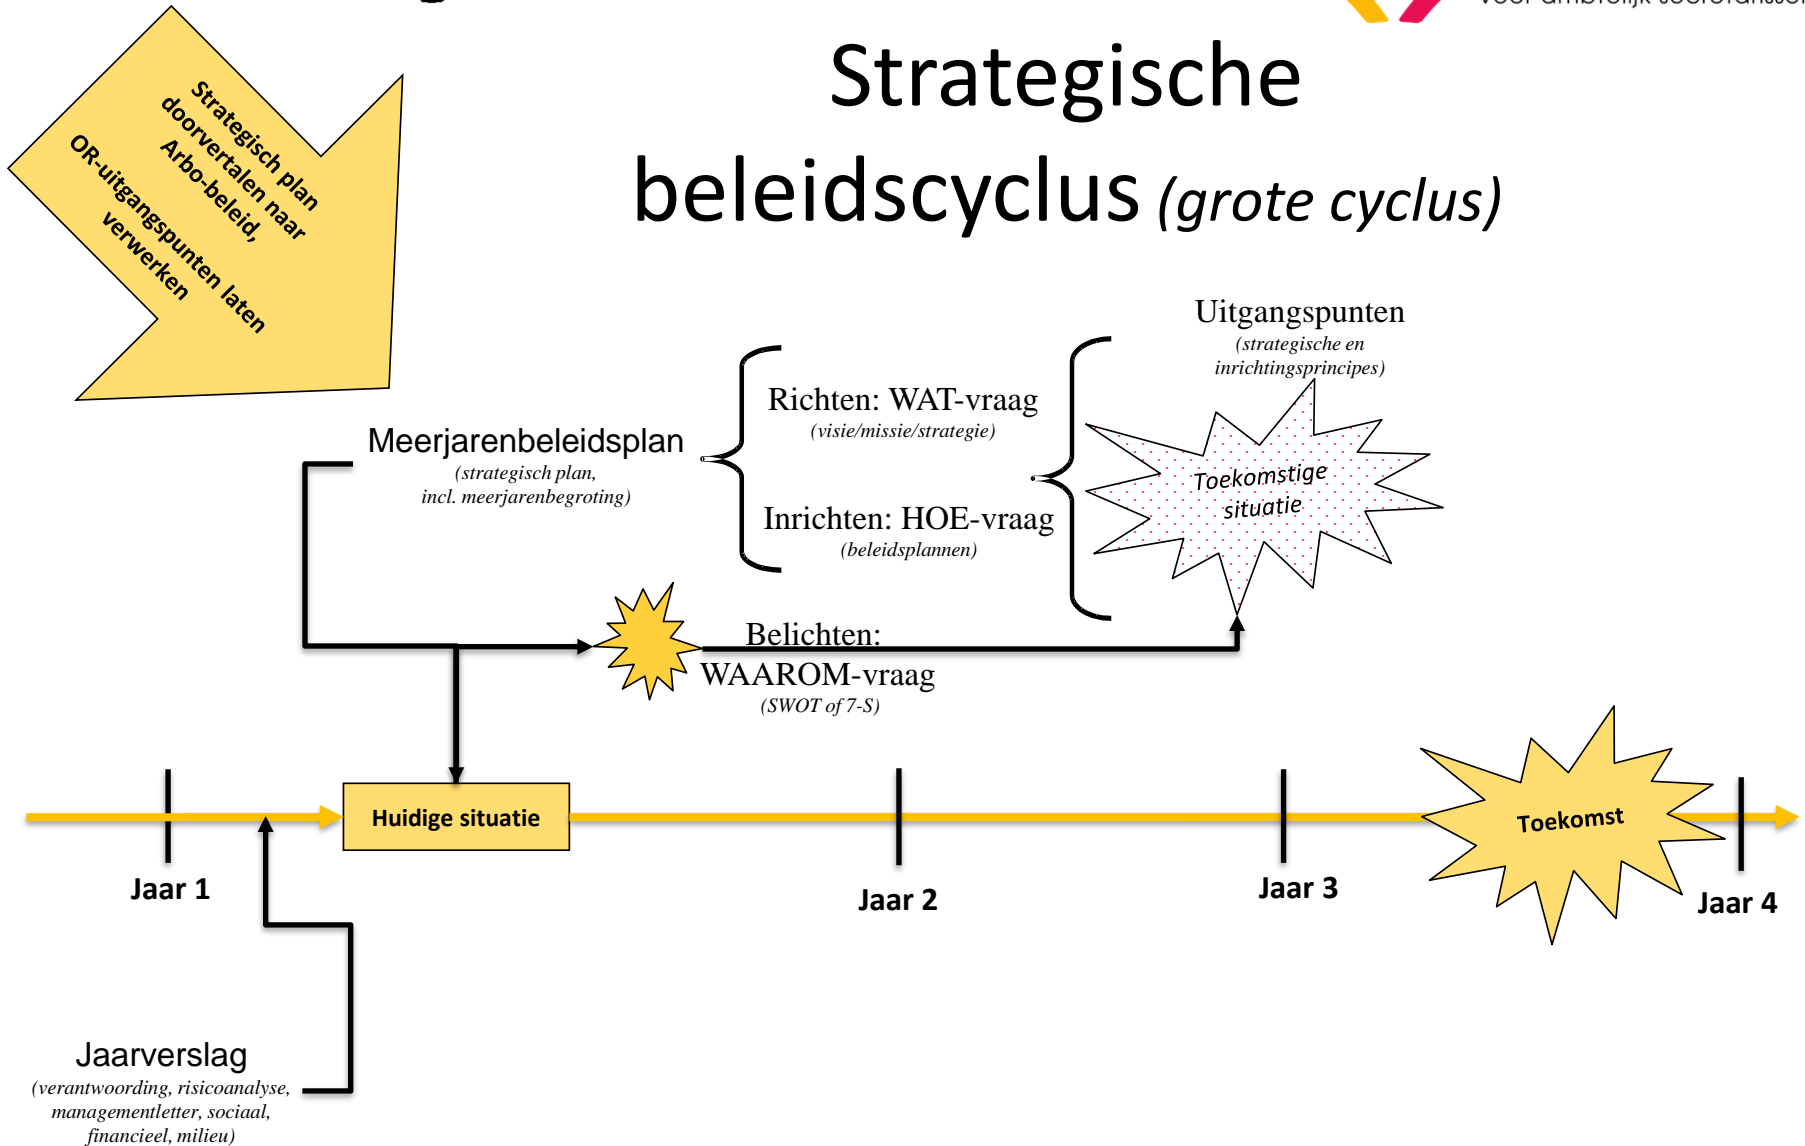 Strategische
beleidscyclus (grote cyclus)
Strategisch plan
doorvertalen naar
Arbo-beleid,
OR-uitgangspunten laten
verwerken
Uitgangspunten
(strategische en
inrichtingsprincipes)
Richten: WAT-vraag
(visie/missie/strategie)
Meerjarenbeleidsplan
(strategisch plan,
incl. meerjarenbegroting)
Toekomstige
situatie
Inrichten: HOE-vraag
(beleidsplannen)
Belichten:
WAAROM-vraag
(SWOT of 7-S)
Huidige situatie
Toekomst
Jaar 1
Jaar 2
Jaar 3
Jaar 4
Jaarverslag
(verantwoording, risicoanalyse,
managementletter, sociaal,
financieel, milieu)